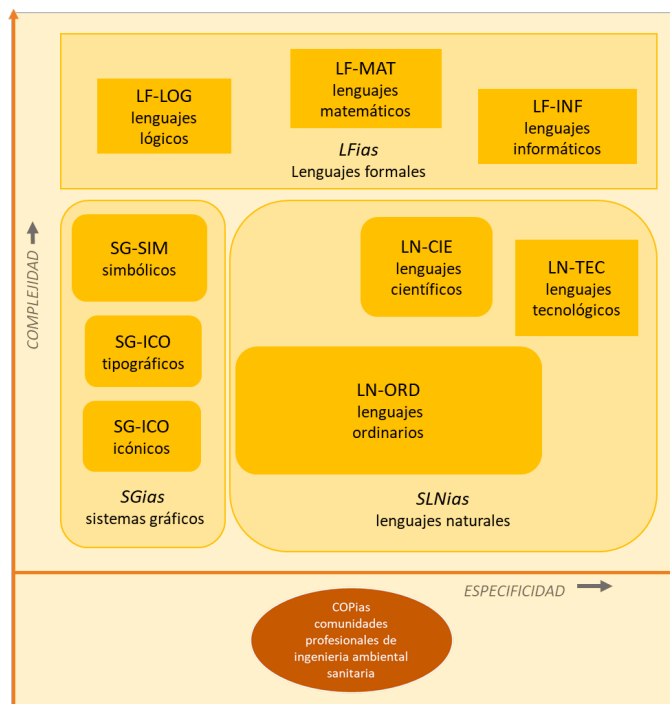 LF-LOG
lenguajes
lógicos
LF-MAT
lenguajes
matemáticos
LF-INF
lenguajes
informáticos
LFias
Lenguajes formales
COMPLEJIDAD
SG-SIM
simbólicos
SG-ICO
tipográficos
SG-ICO
icónicos
SGias
sistemas gráficos
LN-CIE
lenguajes
científicos
LN-TEC
lenguajes
tecnológicos
LN-ORD
lenguajes
ordinarios
SLNias
lenguajes naturales
ESPECIFICIDAD
COPias
comunidades
profesionales de
ingenieria ambiental
sanitaria